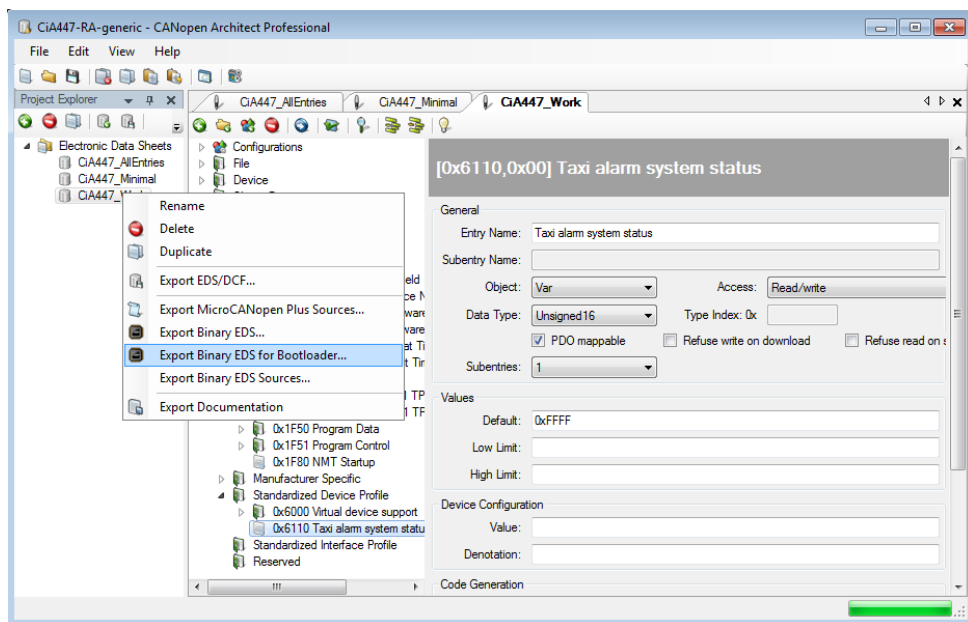 CiA447-RA-generic - CANopen Architect Professional
File Edit View Help
Project Explorer
CiA447_AllEntries CiA447_Minimal CiA447_Work
Electronic Data Sheets
CiA447_AllEntries
CiA447_Minimal
Configurations
File
Device
Rename
Delete
Duplicate
Export EDS/DCF...
Export MicroCANopen Plus Sources...
Export Binary EDS...
Export Binary EDS for Bootloader...
Export Binary EDS Sources...
Export Documentation
0x1F50 Program Data
0x1F51 Program Control
0x1F80 NMT Startup
Manufacturer Specific
Standardized Device Profile
0x6000 Virtual device support
0x6110 Taxi alarm system statu
Standardized Interface Profile
Reserved
[0x6110,0x00] Taxi alarm system status
General
Entry Name: Taxi alarm system status
Subentry Name:
Object: Var Access: Read/write
Data Type: Unsigned16 Type Index: 0x
PDO mappable Refuse write on download Refuse read on s
Subentries: 1
Values
Default: 0xFFFF
Low Limit:
High Limit:
Device Configuration
Value:
Denotation:
Code Generation